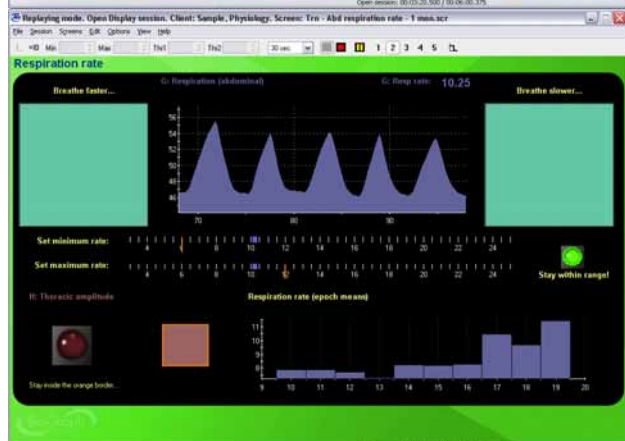 Open session: 00:03:20.500 / 00:06:00.375
Replaying mode. Open Display session. Client: Sample, Physiology. Screen: Trn - Abd respiration rate - 1 mon.scr
File Session Screens Edit Options View Help
Min Max Thr1 Thr2 30 sec 1 2 3 4 5
Respiration rate
Breathe faster...
G: Respiration (abdominal)
G: Resp rate: 10.25
Breathe slower...
56
54
52
50
48
46
70 80 90
Set minimum rate: 4 6 8 10 12 14 16 18 20 22 24
Set maximum rate: 4 6 8 10 12 14 16 18 20 22 24
Stay within range!
H: Thoracic amplitude
Respiration rate (epoch means)
11
10
9
8
9 10 11 12 13 14 15 16 17 18 19 20
Stay inside the orange border...